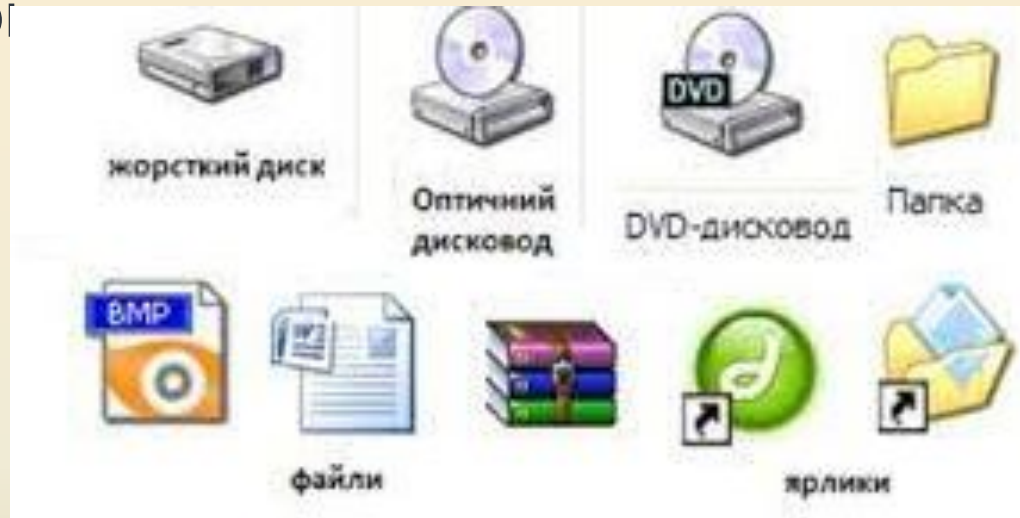 жорсткий диск
Оптичний
дисковод
DVD
DVD-дисковод
Папка
BMP
W
файли
ярлики